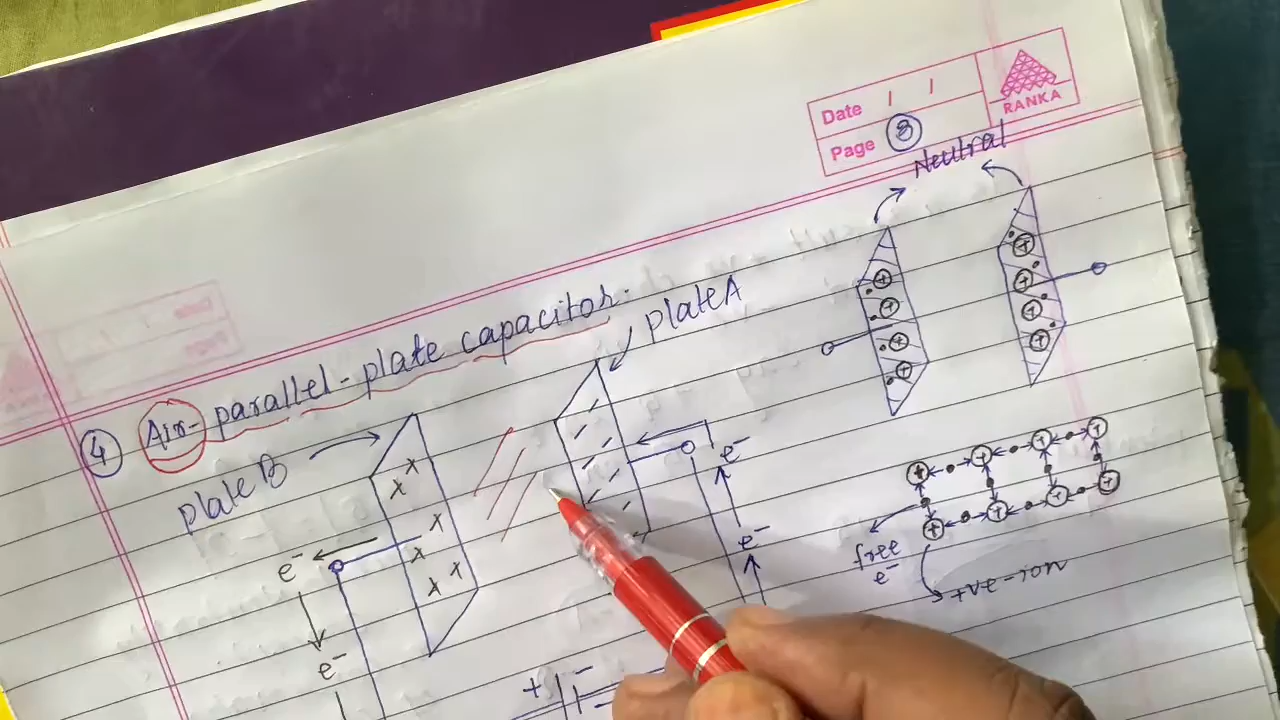 Date / /
RANKA
Page 8
Neutral
4 Air-parallel-plate capacitor.
plate A
plate B
e⁻
e⁻
e⁻
e⁻
free
e⁻
+ve-ion
+ -